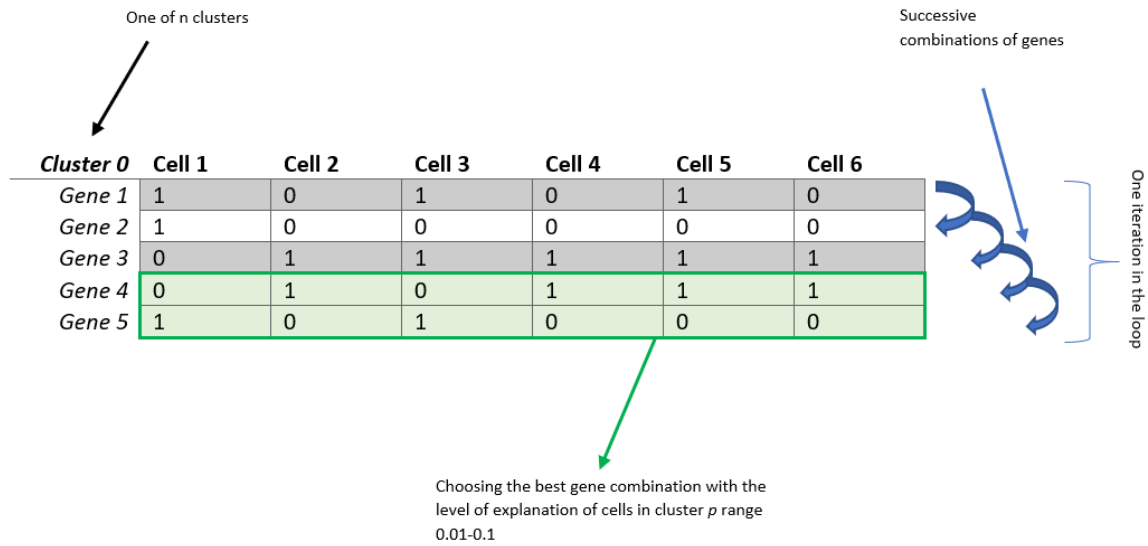 One of n clusters
Successive
combinations of genes
Cluster 0 Cell 1 Cell 2 Cell 3 Cell 4 Cell 5 Cell 6
Gene 1 1 0 1 0 1 0
Gene 2 1 0 0 0 0 0
Gene 3 0 1 1 1 1 1
Gene 4 0 1 0 1 1 1
Gene 5 1 0 1 0 0 0
One iteration in the loop
Choosing the best gene combination with the
level of explanation of cells in cluster p range
0.01-0.1